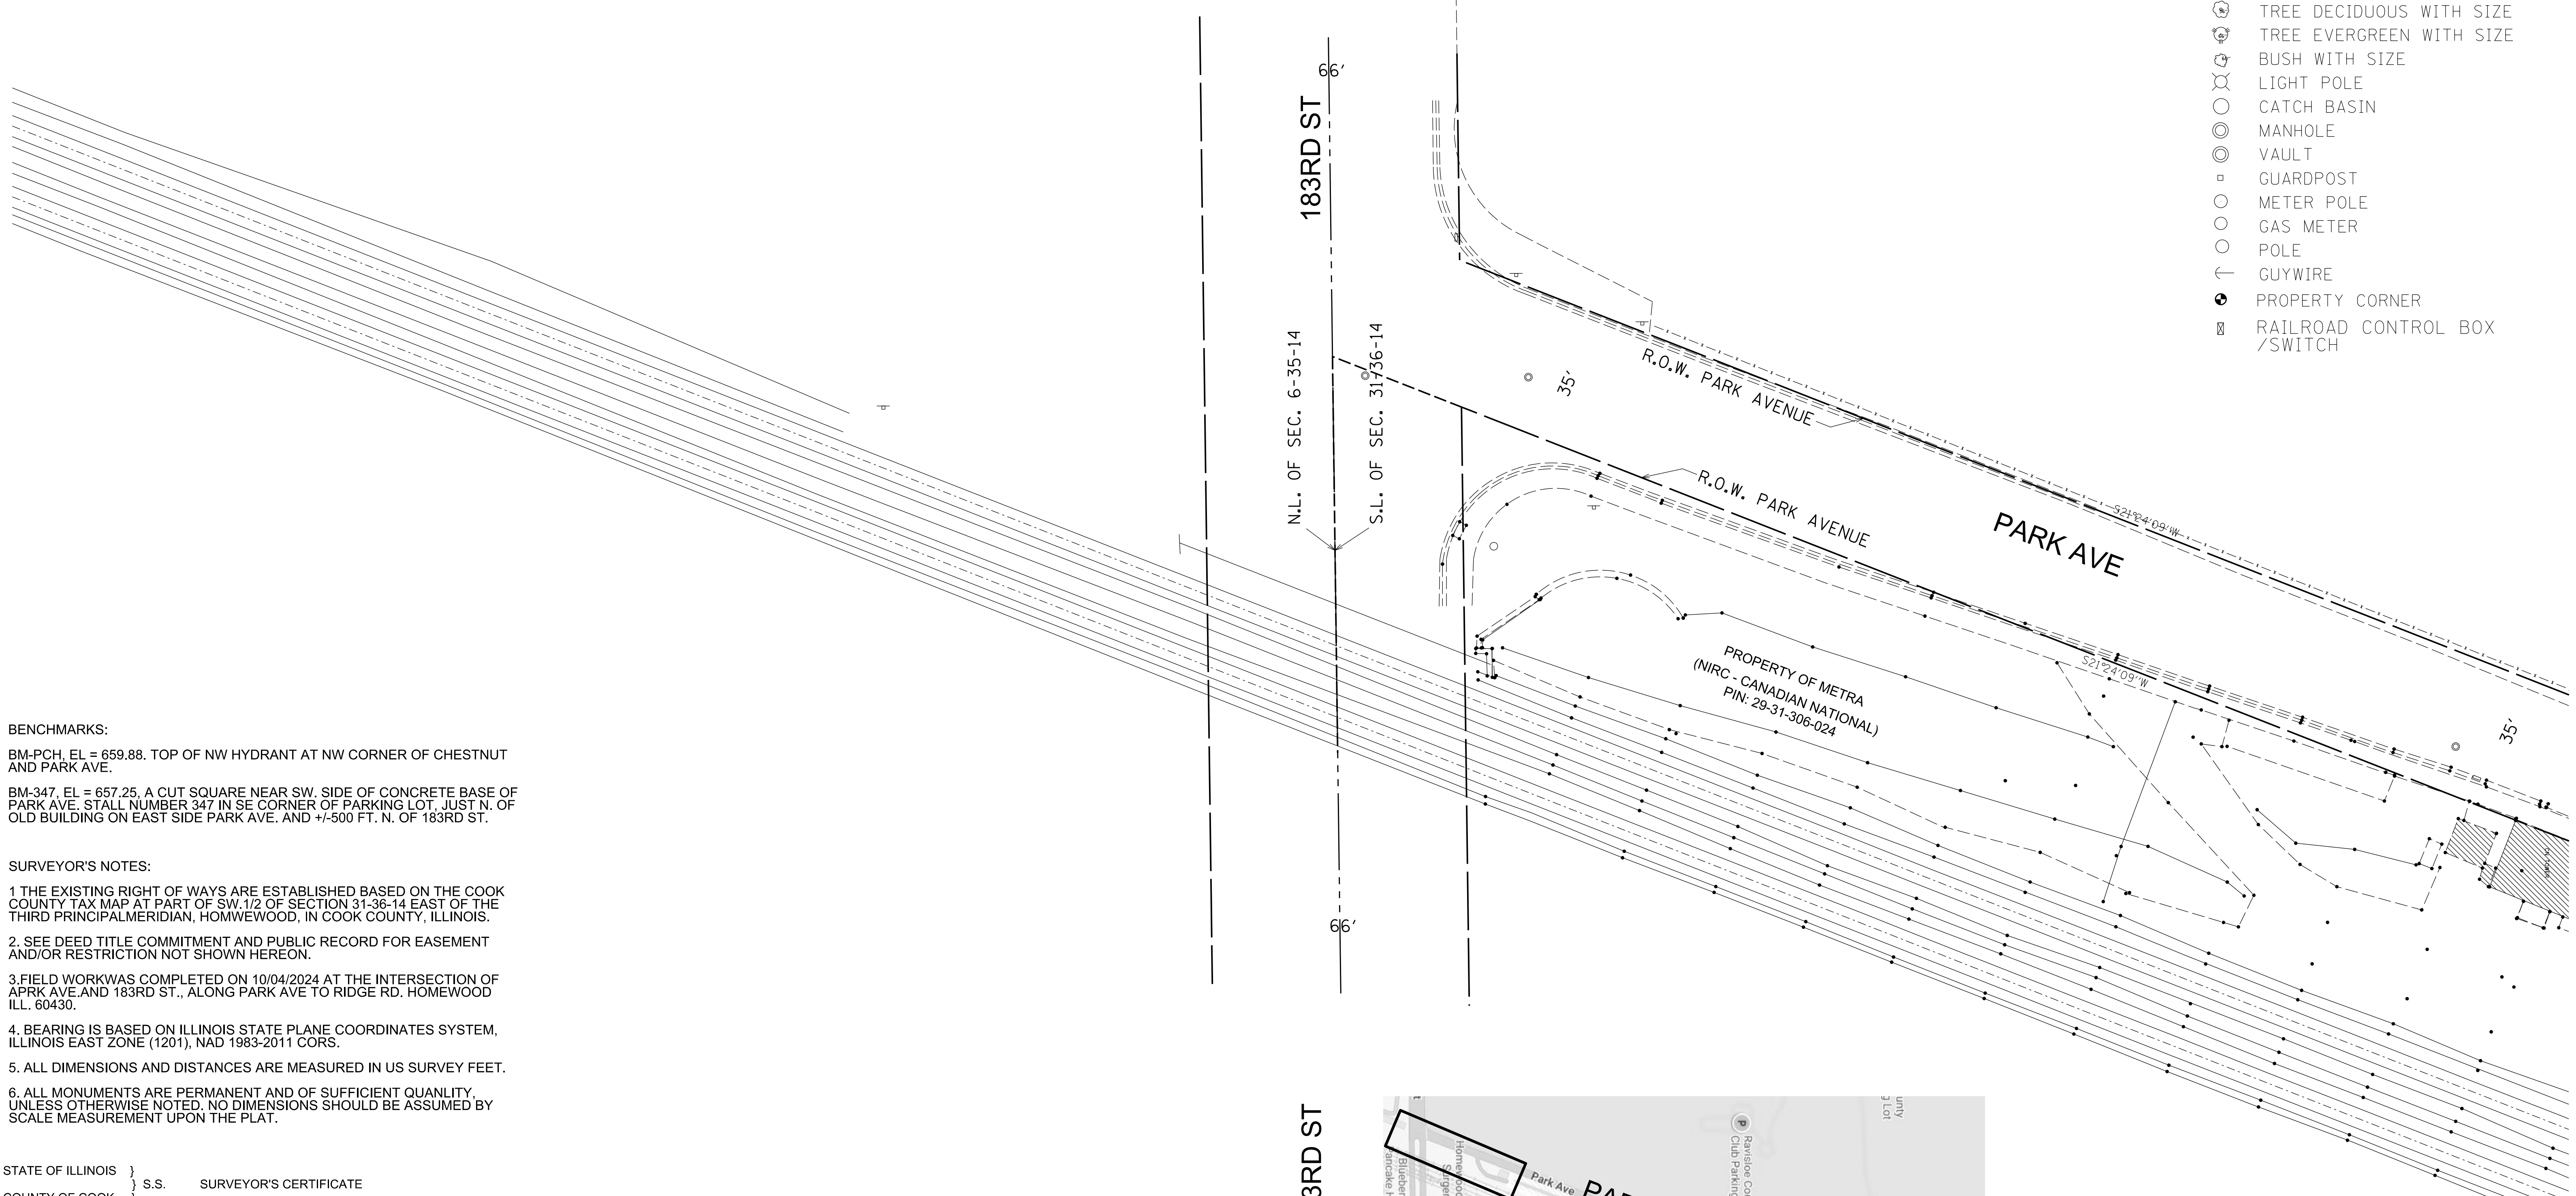 TREE DECIDUOUS WITH SIZE
TREE EVERGREEN WITH SIZE
BUSH WITH SIZE
LIGHT POLE
CATCH BASIN
MANHOLE
VAULT
GUARDPOST
METER POLE
GAS METER
POLE
GUYWIRE
PROPERTY CORNER
RAILROAD CONTROL BOX
/SWITCH
66'
183RD ST
N.L. OF SEC. 6-35-14
S.L. OF SEC. 31-36-14
35'
R.O.W. PARK AVENUE
R.O.W. PARK AVENUE
S21°24'09"W
PARK AVE
S21°24'09"W
35'
PROPERTY OF METRA
(NIRC - CANADIAN NATIONAL)
PIN: 29-31-306-024
66'
BENCHMARKS:
BM-PCH, EL = 659.88. TOP OF NW HYDRANT AT NW CORNER OF CHESTNUT
AND PARK AVE.
BM-347, EL = 657.25, A CUT SQUARE NEAR SW. SIDE OF CONCRETE BASE OF
PARK AVE. STALL NUMBER 347 IN SE CORNER OF PARKING LOT, JUST N. OF
OLD BUILDING ON EAST SIDE PARK AVE. AND +/-500 FT. N. OF 183RD ST.
SURVEYOR'S NOTES:
1 THE EXISTING RIGHT OF WAYS ARE ESTABLISHED BASED ON THE COOK
COUNTY TAX MAP AT PART OF SW.1/2 OF SECTION 31-36-14 EAST OF THE
THIRD PRINCIPALMERIDIAN, HOMWEWOOD, IN COOK COUNTY, ILLINOIS.
2. SEE DEED TITLE COMMITMENT AND PUBLIC RECORD FOR EASEMENT
AND/OR RESTRICTION NOT SHOWN HEREON.
3.FIELD WORKWAS COMPLETED ON 10/04/2024 AT THE INTERSECTION OF
APRK AVE.AND 183RD ST., ALONG PARK AVE TO RIDGE RD. HOMEWOOD
ILL. 60430.
4. BEARING IS BASED ON ILLINOIS STATE PLANE COORDINATES SYSTEM,
ILLINOIS EAST ZONE (1201), NAD 1983-2011 CORS.
5. ALL DIMENSIONS AND DISTANCES ARE MEASURED IN US SURVEY FEET.
6. ALL MONUMENTS ARE PERMANENT AND OF SUFFICIENT QUANLITY,
UNLESS OTHERWISE NOTED. NO DIMENSIONS SHOULD BE ASSUMED BY
SCALE MEASUREMENT UPON THE PLAT.
STATE OF ILLINOIS }
} S.S. SURVEYOR'S CERTIFICATE
COUNTY OF COOK }
3RD ST
Park Ave
P
Ravisloe Cou
Club Parking
unty
g Lot
Homewood
Surger
Blueber
ancake H